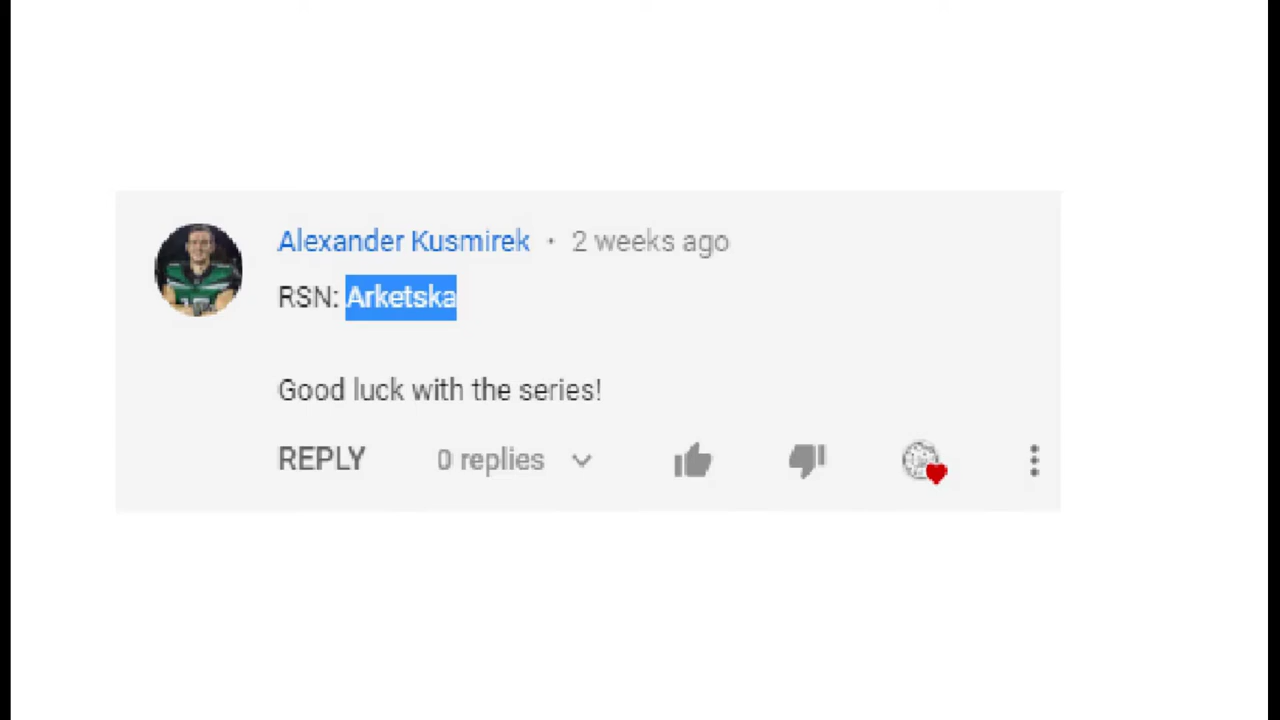 Alexander Kusmirek · 2 weeks ago
RSN: Arketska
Good luck with the series!
REPLY 0 replies